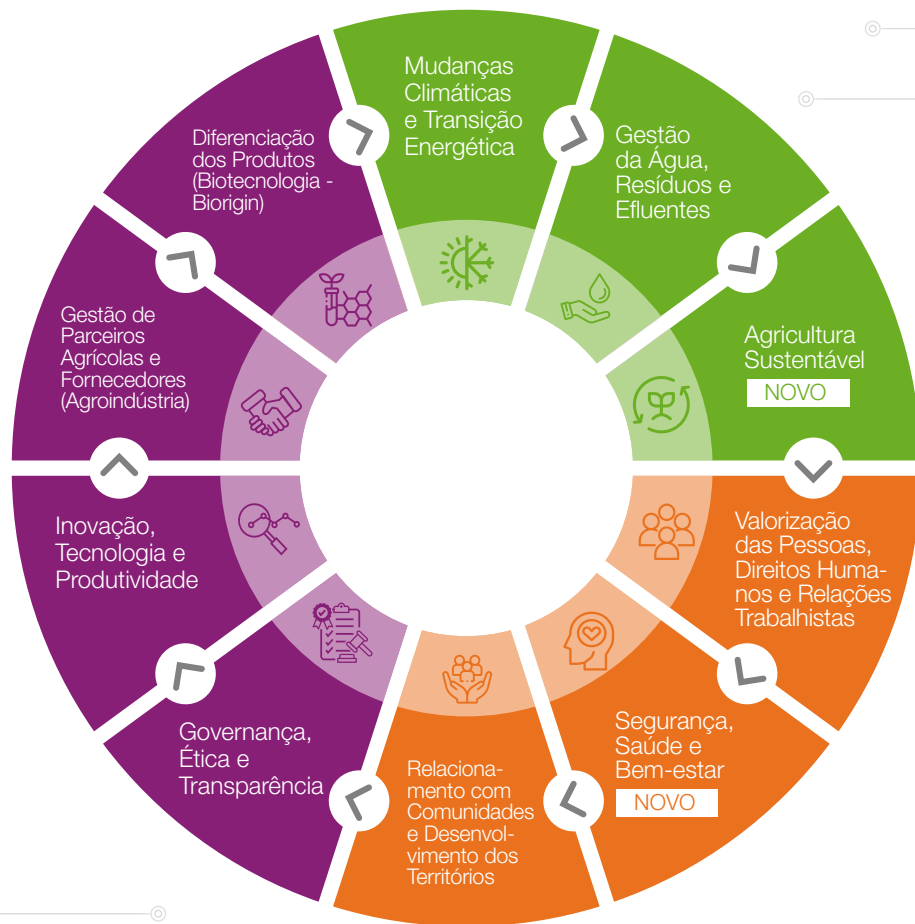 Mudanças
Climáticas
e Transição
Energética
Gestão
da Água,
Resíduos e
Efluentes
Agricultura
Sustentável
NOVO
Valorização
das Pessoas,
Direitos Huma-
nos e Relações
Trabalhistas
Segurança,
Saúde e
Bem-estar
NOVO
Relaciona-
mento com
Comunidades
e Desenvol-
vimento dos
Territórios
Governança,
Ética e
Transparência
Inovação,
Tecnologia e
Produtividade
Gestão de
Parceiros
Agrícolas e
Fornecedores
(Agroindústria)
Diferenciação
dos Produtos
(Biotecnologia -
Biorigin)